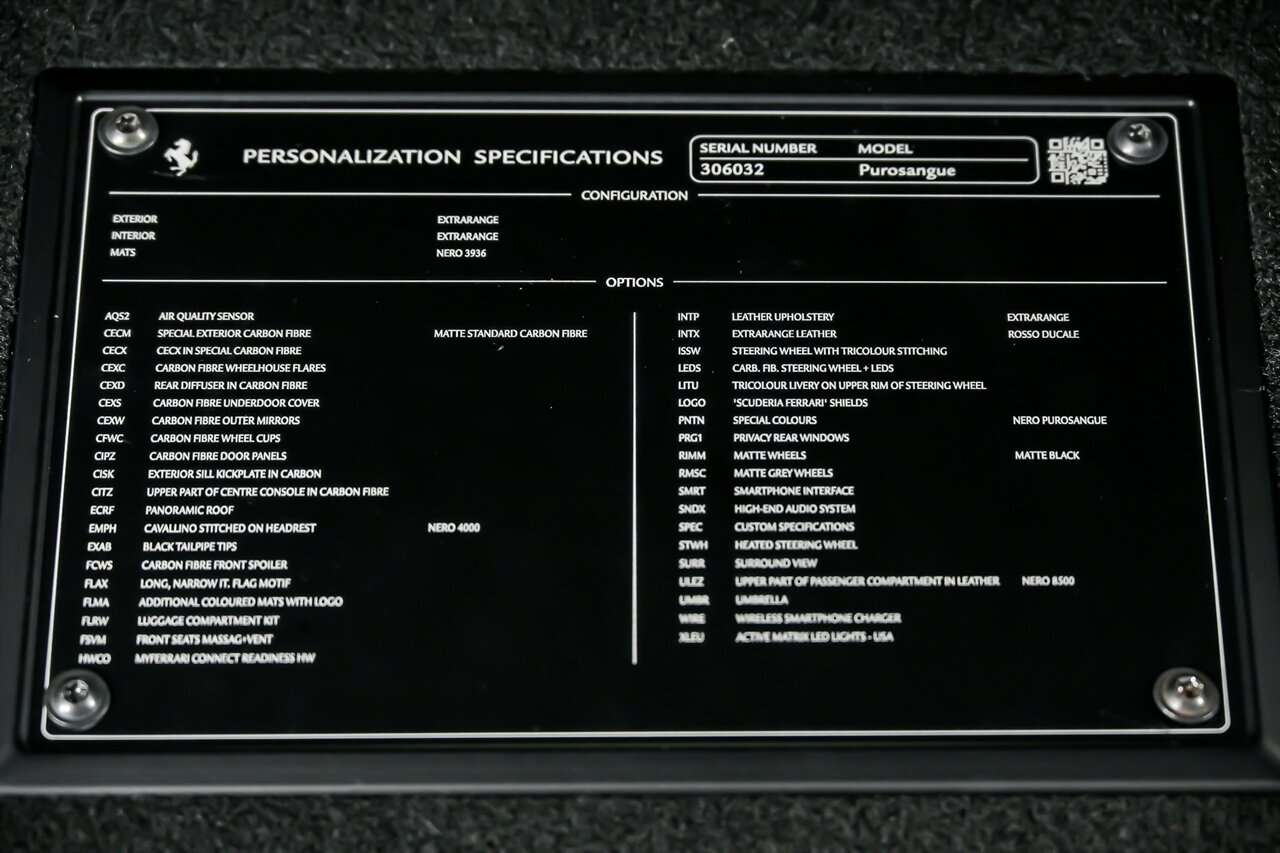 PERSONALIZATION SPECIFICATIONS
SERIAL NUMBER MODEL
306032 Purosangue
CONFIGURATION
EXTERIOR EXTRARANGE
INTERIOR EXTRARANGE
MATS NERO 3936
OPTIONS
AQS2 AIR QUALITY SENSOR
CECM SPECIAL EXTERIOR CARBON FIBRE MATTE STANDARD CARBON FIBRE
CECX CECX IN SPECIAL CARBON FIBRE
CEXC CARBON FIBRE WHEELHOUSE FLARES
CEXD REAR DIFFUSER IN CARBON FIBRE
CEXS CARBON FIBRE UNDERDOOR COVER
CEXW CARBON FIBRE OUTER MIRRORS
CFWC CARBON FIBRE WHEEL CUPS
CIPZ CARBON FIBRE DOOR PANELS
CISK EXTERIOR SILL KICKPLATE IN CARBON
CITZ UPPER PART OF CENTRE CONSOLE IN CARBON FIBRE
ECRF PANORAMIC ROOF
EMPH CAVALLINO STITCHED ON HEADREST NERO 4000
EXAB BLACK TAILPIPE TIPS
FCWS CARBON FIBRE FRONT SPOILER
FLAX LONG, NARROW IT. FLAG MOTIF
FLMA ADDITIONAL COLOURED MATS WITH LOGO
FLRW LUGGAGE COMPARTMENT KIT
FSVM FRONT SEATS MASSAG+VENT
HWCO MYFERRARI CONNECT READINESS HW
INTP LEATHER UPHOLSTERY EXTRARANGE
INTX EXTRARANGE LEATHER ROSSO DUCALE
ISSW STEERING WHEEL WITH TRICOLOUR STITCHING
LEDS CARB. FIB. STEERING WHEEL + LEDS
LITU TRICOLOUR LIVERY ON UPPER RIM OF STEERING WHEEL
LOGO 'SCUDERIA FERRARI' SHIELDS
PNTN SPECIAL COLOURS NERO PUROSANGUE
PRG1 PRIVACY REAR WINDOWS
RIMM MATTE WHEELS MATTE BLACK
RMSC MATTE GREY WHEELS
SMRT SMARTPHONE INTERFACE
SNDX HIGH-END AUDIO SYSTEM
SPEC CUSTOM SPECIFICATIONS
STWH HEATED STEERING WHEEL
SURR SURROUND VIEW
ULEZ UPPER PART OF PASSENGER COMPARTMENT IN LEATHER NERO 8500
UMBR UMBRELLA
WIRE WIRELESS SMARTPHONE CHARGER
XLEU ACTIVE MATRIX LED LIGHTS - USA